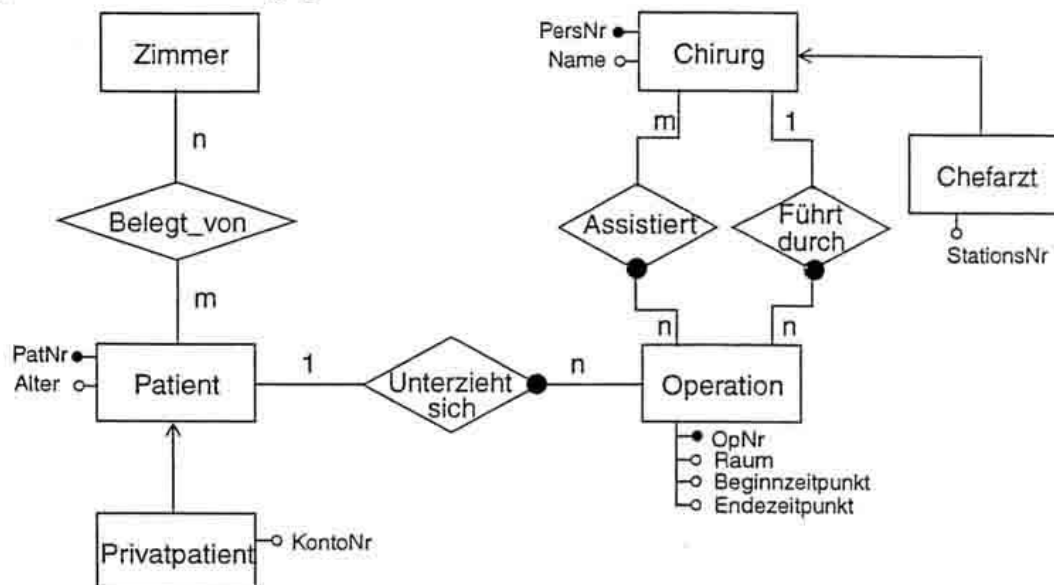 Zimmer
n
Belegt_von
m
PatNr
Alter
Patient
1
Unterzieht
sich
n
Privatpatient
KontoNr
PersNr
Name
Chirurg
m
1
Assistiert
Führt
durch
n
n
Chefarzt
StationsNr
Operation
OpNr
Raum
Beginnzeitpunkt
Endezeitpunkt